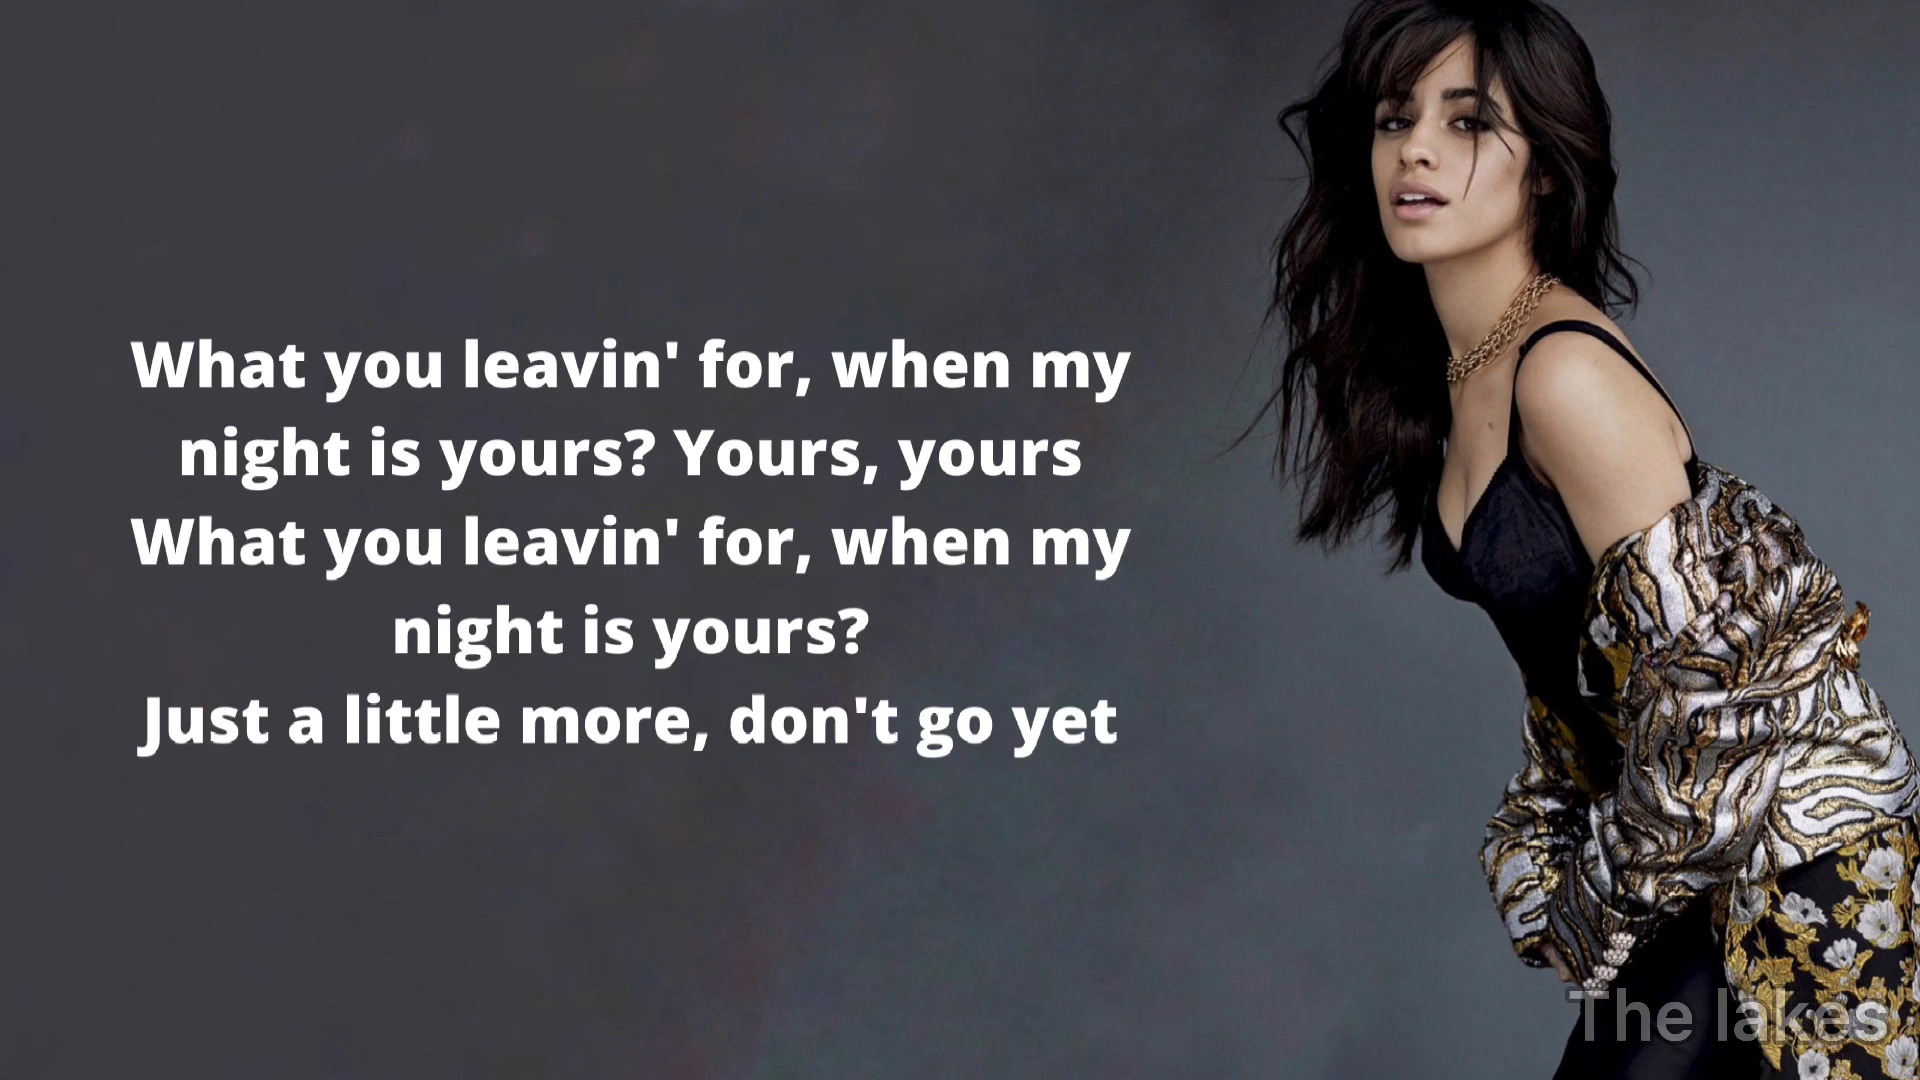 What you leavin' for, when my
night is yours? Yours, yours
What you leavin' for, when my
night is yours?
Just a little more, don't go yet
The lakes